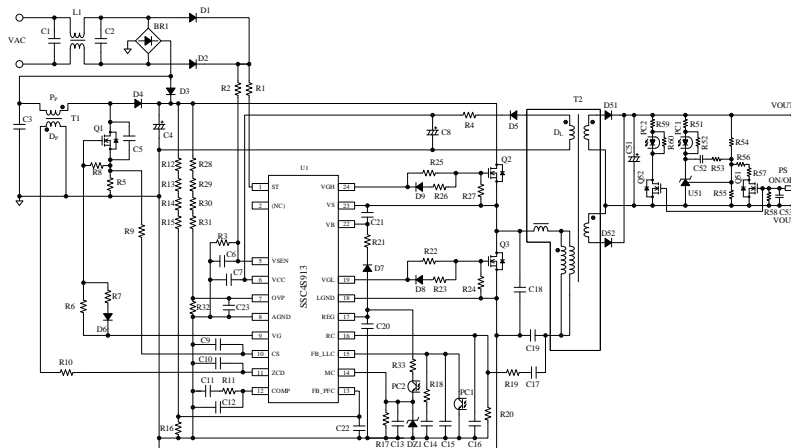 L1
D1
BR1
C1
C2
VAC
D2
D3
R2
R1
T2
D51
VOUT
PP
D4
C3
T1
DP
Q1
C4
C5
C8
R4
D5
DL
R59
PC2
R60
R51
PC1
R52
R54
C51
R12
R28
U1
R25
Q2
R8
R5
R13
R29
1
ST
VGH
24
D9
R26
R27
C52
R53
R56
R57
Q52
U51
Q51
PS
ON/OFF
R14
R30
2
(NC)
VS
23
R55
R58
C53
VOUT
R9
R15
R31
VB
22
C21
R3
R21
Q3
C6
R22
D52
5
VSEN
D7
C7
6
VCC
SSC4S913
VGL
19
D8
R23
R24
C18
R7
R6
R32
C23
7
OVP
LGND
18
D6
8
AGND
REG
17
C20
9
VG
RC
16
C9
C19
10
CS
FB_LLC
15
C10
R33
R10
11
ZCD
MC
14
PC2
R18
R19
C17
C11
R11
12
COMP
FB_PFC
13
PC1
C12
R20
R16
C22
R17
C13
DZ1
C14
C15
C16